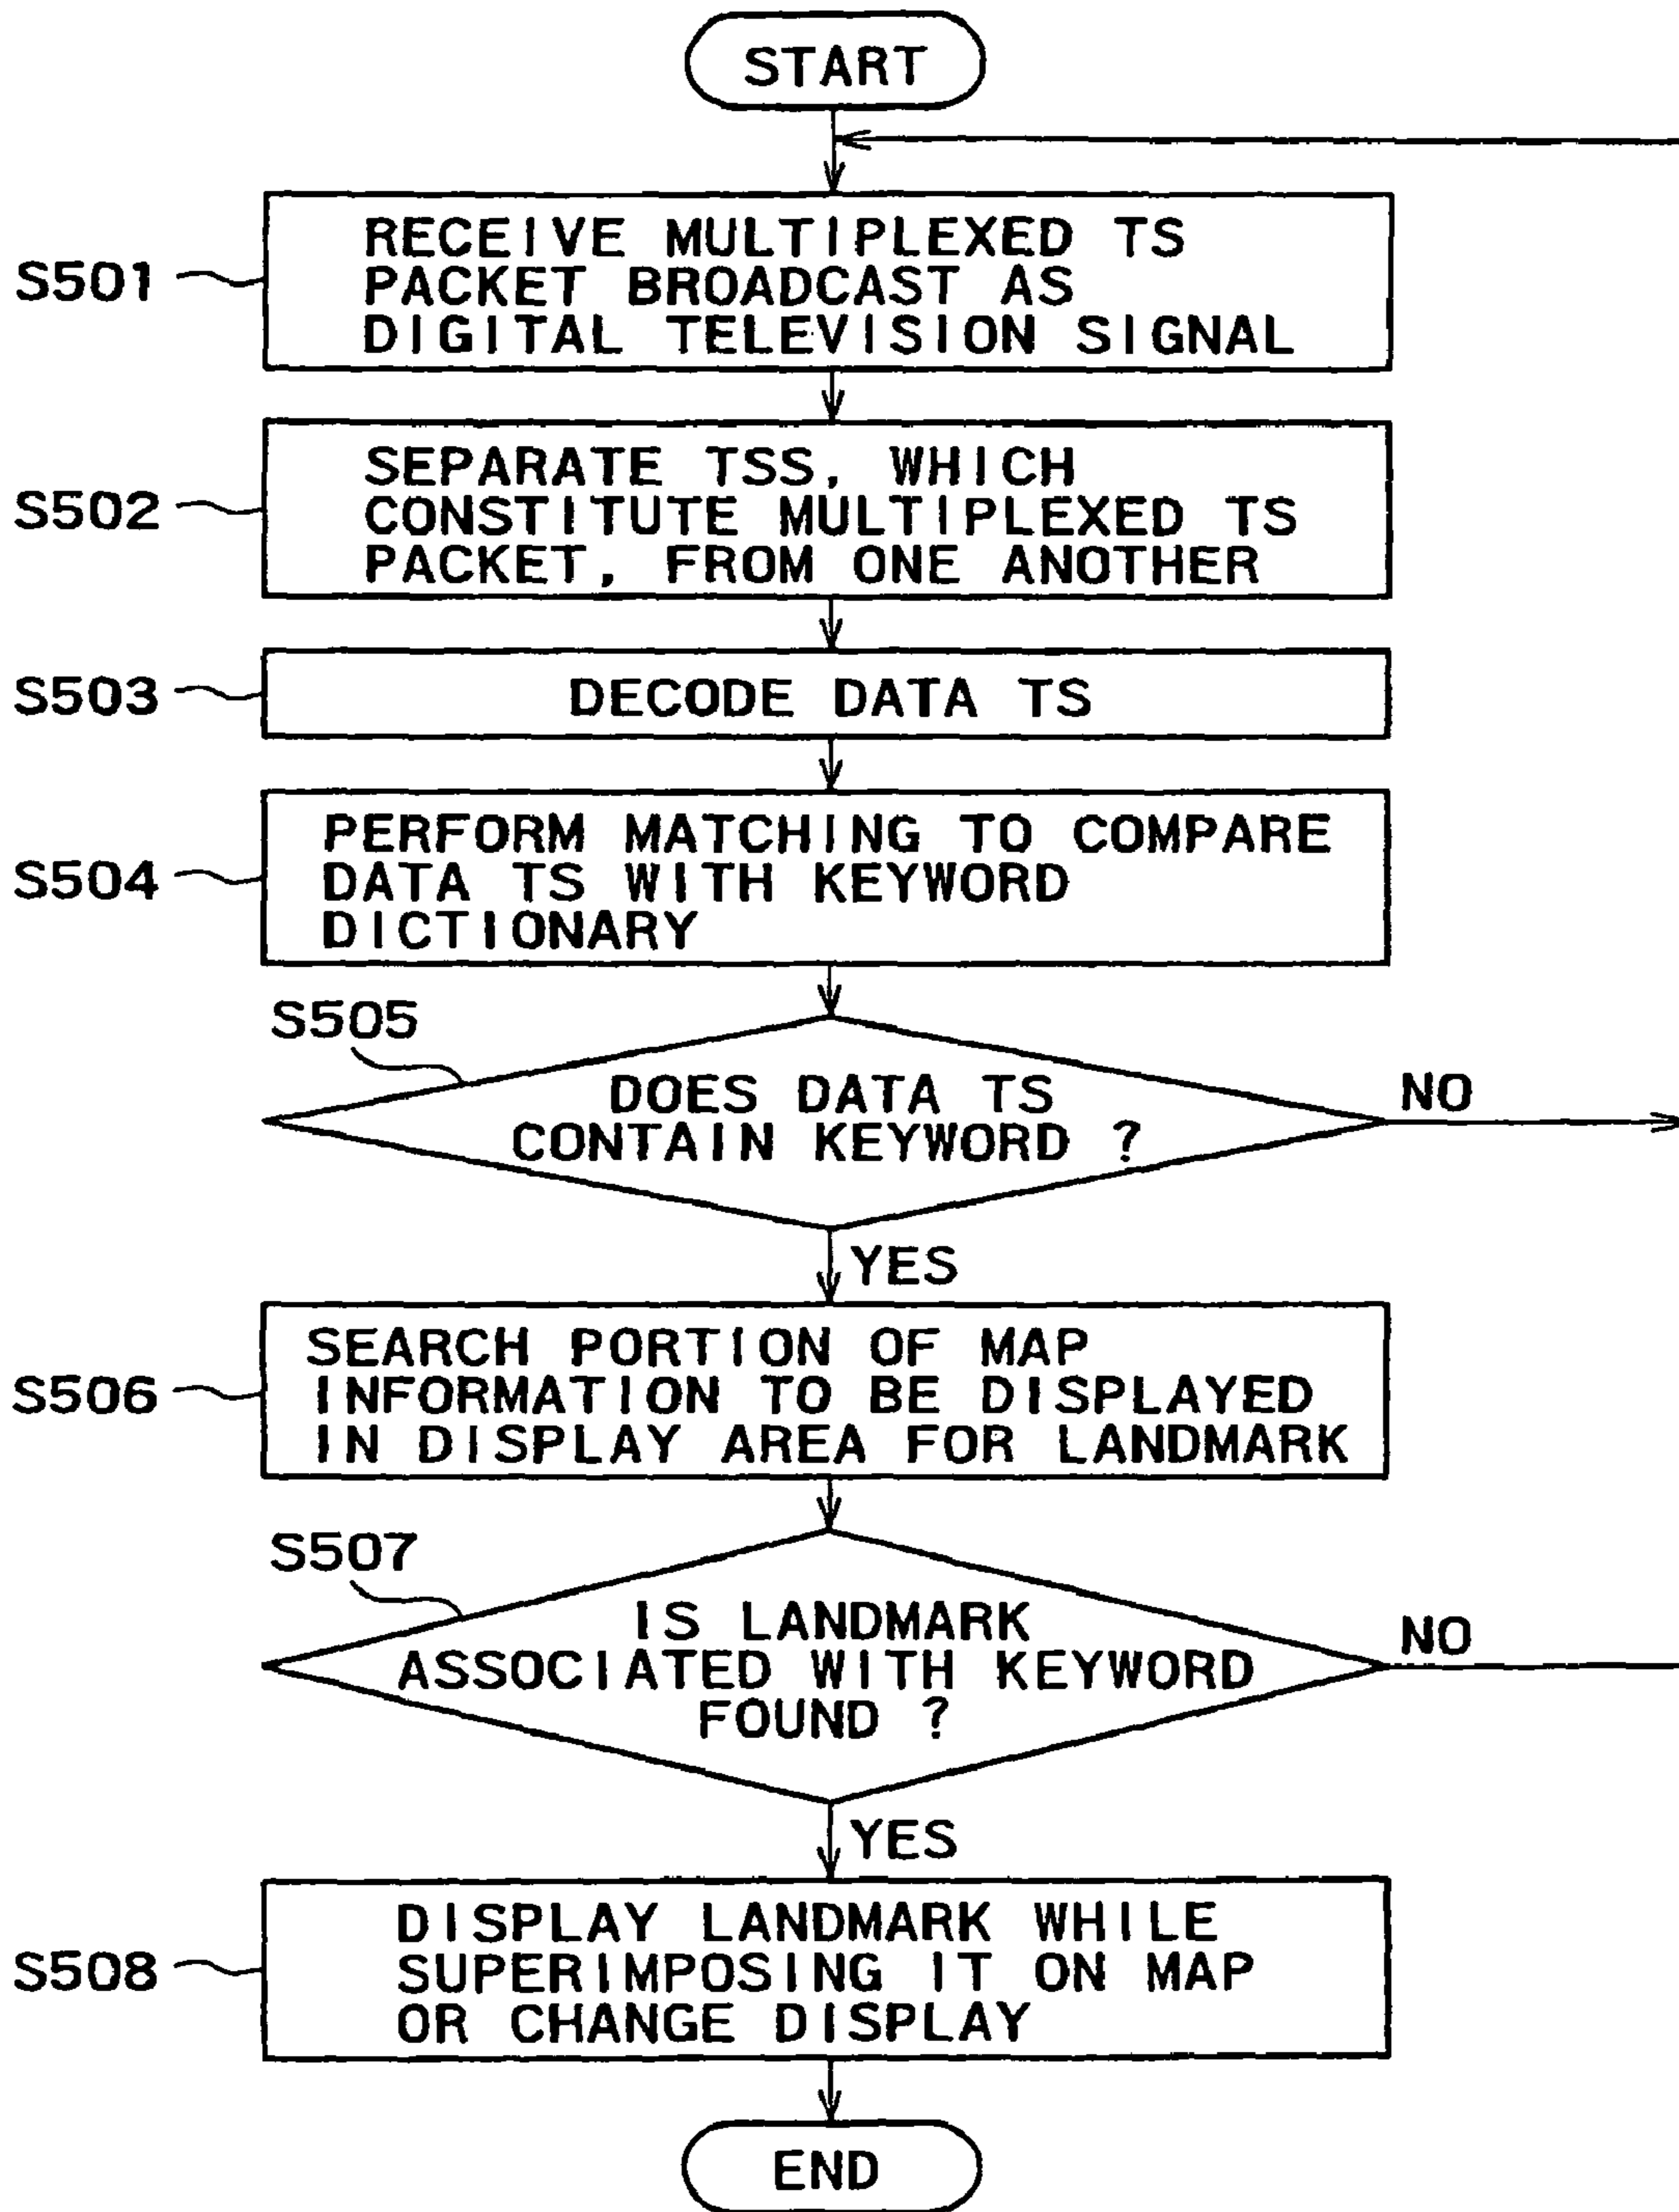 START
S501
RECEIVE MULTIPLEXED TS
PACKET BROADCAST AS
DIGITAL TELEVISION SIGNAL
S502
SEPARATE TSS, WHICH
CONSTITUTE MULTIPLEXED TS
PACKET, FROM ONE ANOTHER
S503
DECODE DATA TS
S504
PERFORM MATCHING TO COMPARE
DATA TS WITH KEYWORD
DICTIONARY
S505
DOES DATA TS
CONTAIN KEYWORD ?
NO
YES
S506
SEARCH PORTION OF MAP
INFORMATION TO BE DISPLAYED
IN DISPLAY AREA FOR LANDMARK
S507
IS LANDMARK
ASSOCIATED WITH KEYWORD
FOUND ?
NO
YES
S508
DISPLAY LANDMARK WHILE
SUPERIMPOSING IT ON MAP
OR CHANGE DISPLAY
END